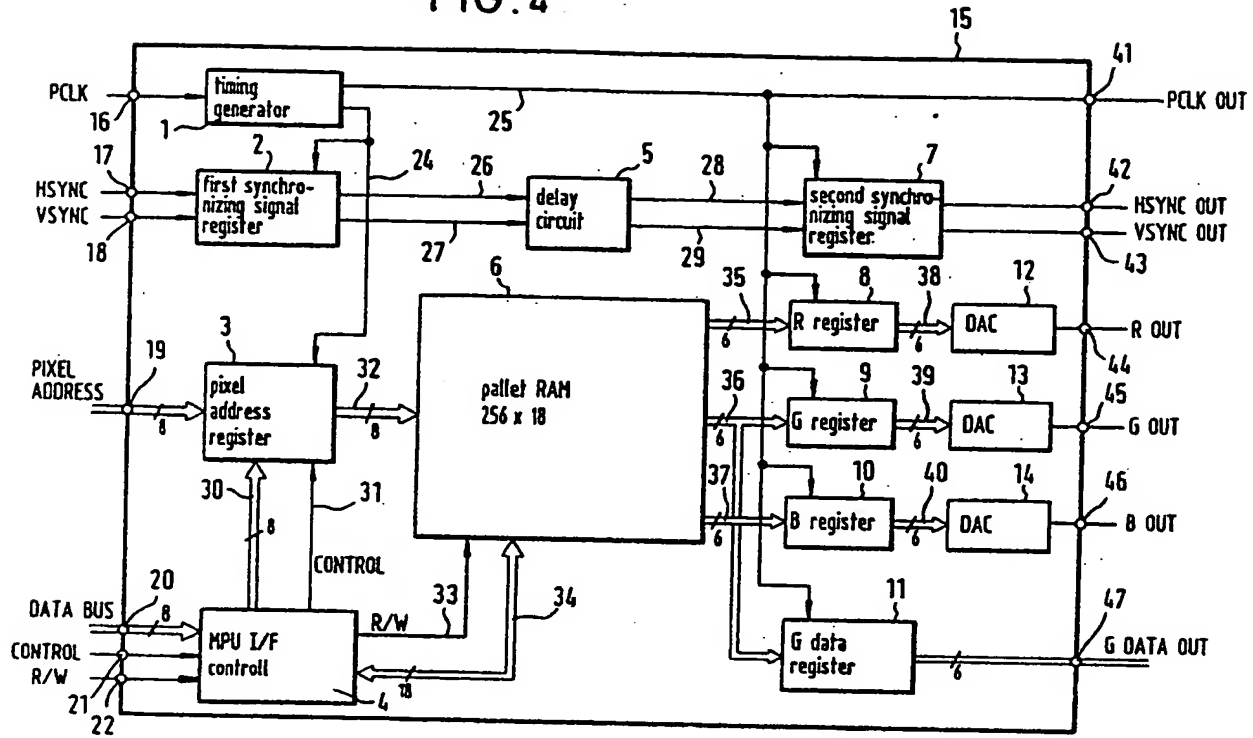 FIG. 4
15
41
PCLK
16
timing
generator
1
25
PCLK OUT
17
HSYNC
VSYNC
18
2
first synchro-
nizing signal
register
24
26
27
5
delay
circuit
28
29
7
second synchro-
nizing signal
register.
42
HSYNC OUT
VSYNC OUT
43
6
pallet RAM
256 x 18
35
6
8
R register
38
6
12
DAC
R OUT
44
PIXEL
ADDRESS
19
8
3
pixel
address
register
32
8
36
6
9
G register
39
6
13
DAC
45
G OUT
37
6
10
B register
40
6
14
DAC
46
B OUT
30
8
31
CONTROL
DATA BUS
20
8
CONTROL
R/W
21
22
MPU I/F
controll
4
R/W
33
34
18
11
G data
register
6
47
G DATA OUT